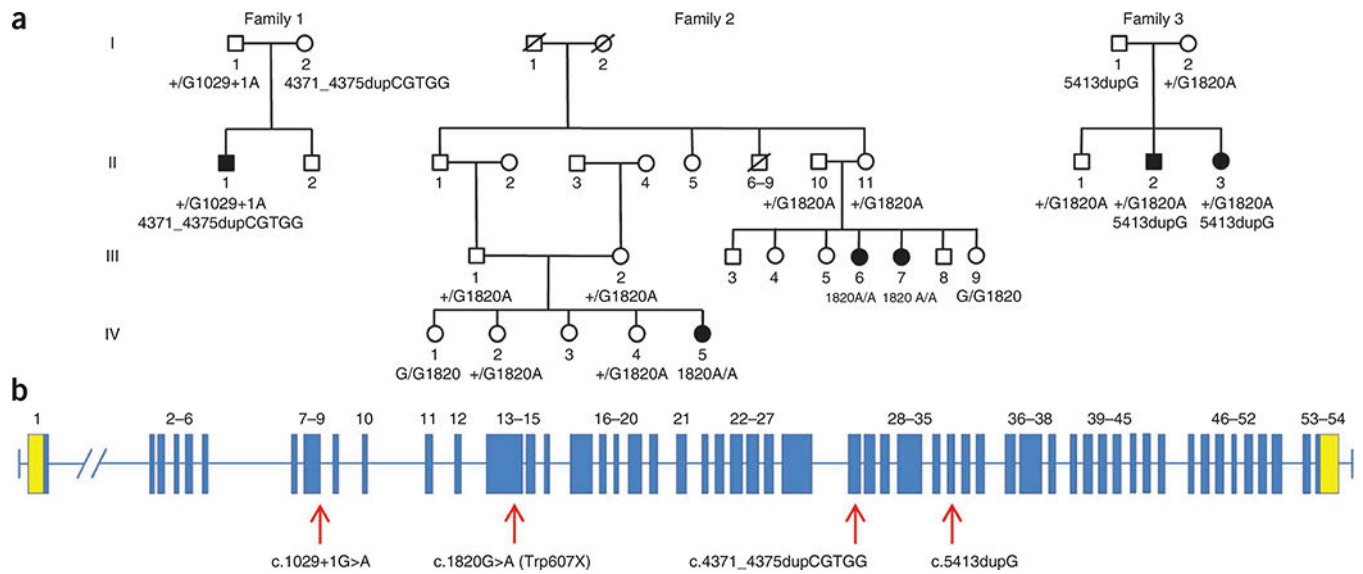 a
Family 1 Family 2 Family 3
I
1 2 1 2 1 2
+/G1029+1A 4371_4375dupCGTGG 5413dupG +/G1820A
II
1 2 1 2 3 4 5 6–9 10 11 1 2 3
+/G1029+1A +/G1820A +/G1820A +/G1820A +/G1820A +/G1820A
4371_4375dupCGTGG 5413dupG 5413dupG
III
1 2 3 4 5 6 7 8 9
+/G1820A +/G1820A 1820A/A 1820 A/A G/G1820
IV
1 2 3 4 5
G/G1820 +/G1820A +/G1820A 1820A/A
b
1 2–6 7–9 10 11 12 13–15 16–20 21 22–27 28–35 36–38 39–45 46–52 53–54
c.1029+1G>A c.1820G>A (Trp607X) c.4371_4375dupCGTGG c.5413dupG